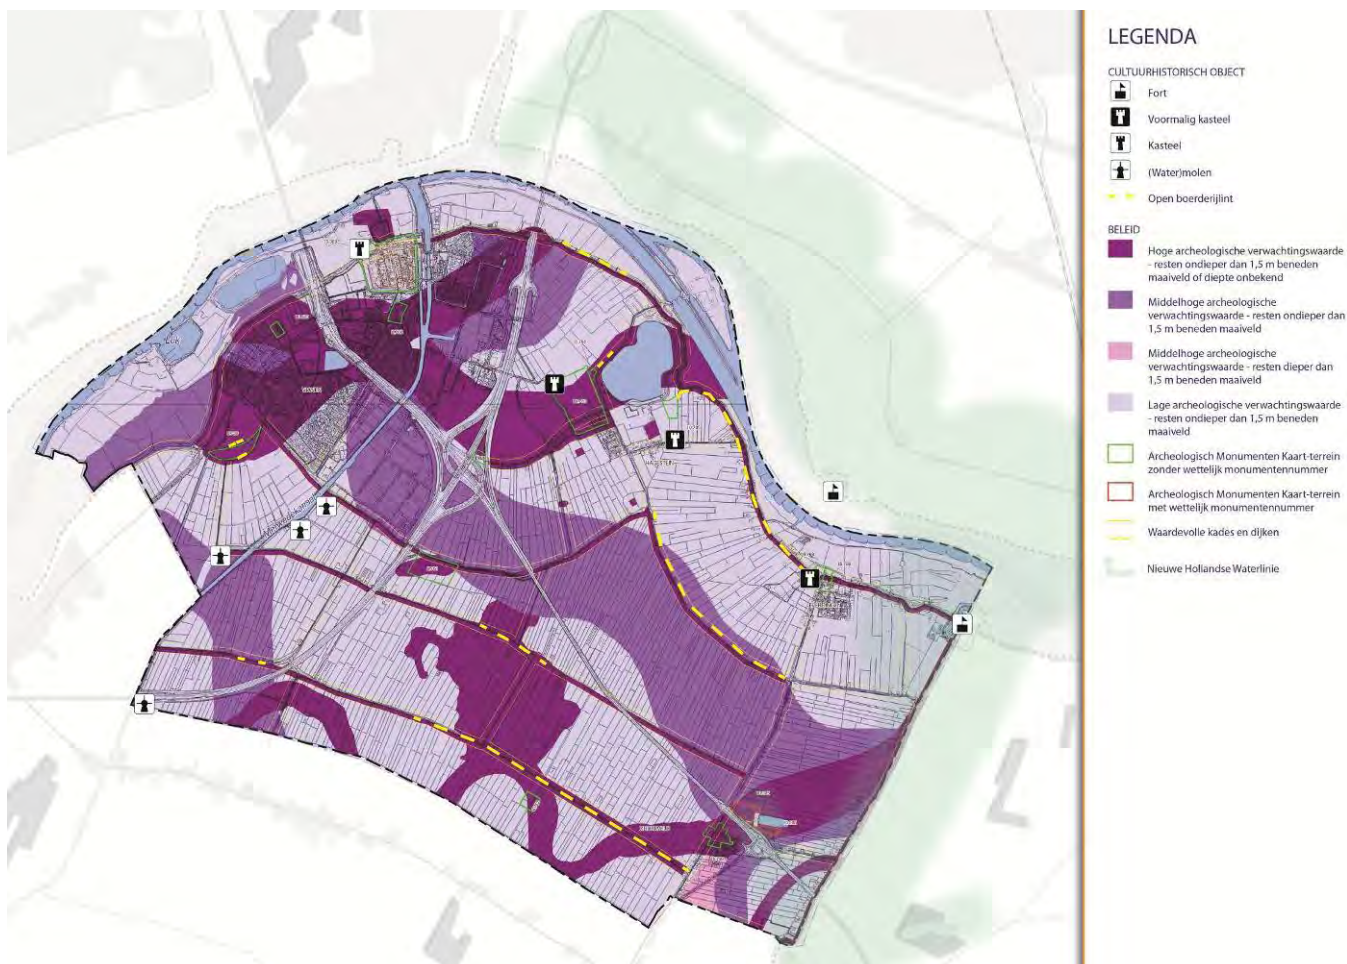 LEGENDA
CULTUURHISTORISCH OBJECT
Fort
Voormalig kasteel
Kasteel
(Water)molen
Open boerderijlint
BELEID
Hoge archeologische verwachtingswaarde
- resten ondieper dan 1,5 m beneden
maaiveld of diepte onbekend
Middelhoge archeologische
verwachtingswaarde - resten ondieper dan
1,5 m beneden maaiveld
Middelhoge archeologische
verwachtingswaarde - resten dieper dan
1,5 m beneden maaiveld
Lage archeologische verwachtingswaarde
- resten ondieper dan 1,5 m beneden
maaiveld
Archeologisch Monumenten Kaart-terrein
zonder wettelijk monumentennummer
Archeologisch Monumenten Kaart-terrein
met wettelijk monumentennummer
Waardevolle kades en dijken
Nieuwe Hollandse Waterlinie